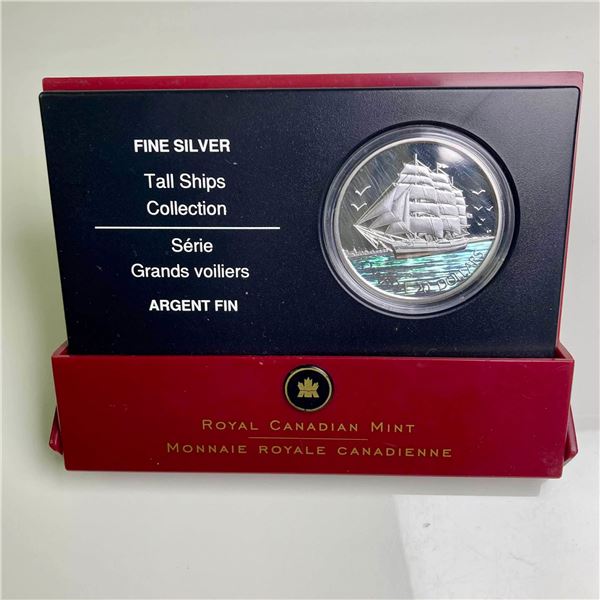 FINE SILVER
Tall Ships
Collection
Série
Grands voiliers
ARGENT FIN
20 DOLLARS
ROYAL CANADIAN MINT
MONNAIE ROYALE CANADIENNE